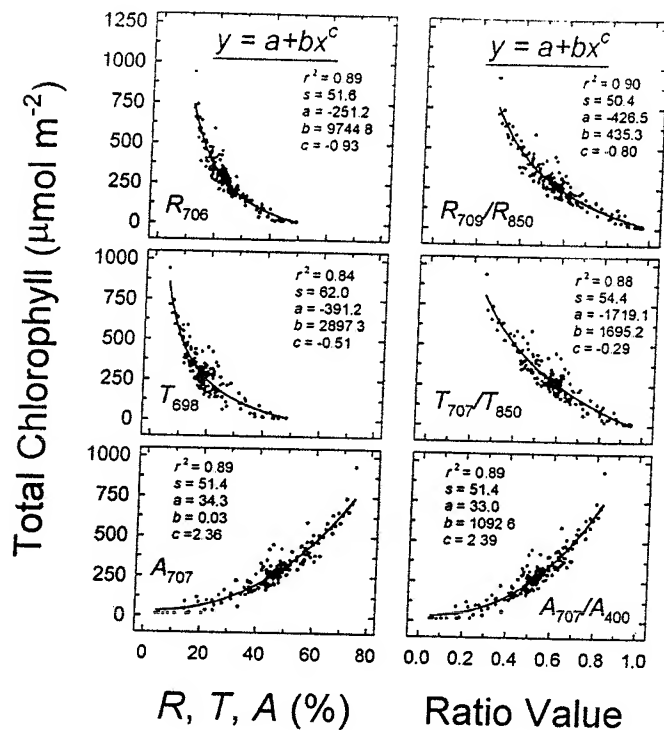 Total Chlorophyll (μmol m⁻²)
1250
1000
750
500
250
0
y = a+bxᶜ
r² = 0.89
s = 51.6
a = -251.2
b = 9744 8
c = -0.93
R₇₀₆
y = a+bxᶜ
r² = 0.90
s = 50.4
a = -426.5
b = 435.3
c = -0 80
R₇₀₉/R₈₅₀
1000
750
500
250
0
r² = 0.84
s = 62.0
a = -391.2
b = 2897 3
c = -0.51
T₆₉₈
r² = 0.88
s = 54.4
a = -1719.1
b = 1695.2
c = -0.29
T₇₀₇/T₈₅₀
1000
750
500
250
0
r² = 0.89
s = 51.4
a = 34.3
b = 0.03
c =2 36
A₇₀₇
r² = 0.89
s = 51.4
a = 33.0
b = 1092 6
c = 2 39
A₇₀₇/A₄₀₀
0 20 40 60 80
0.0 0.2 0.4 0.6 0.8 1.0
R, T, A (%)
Ratio Value